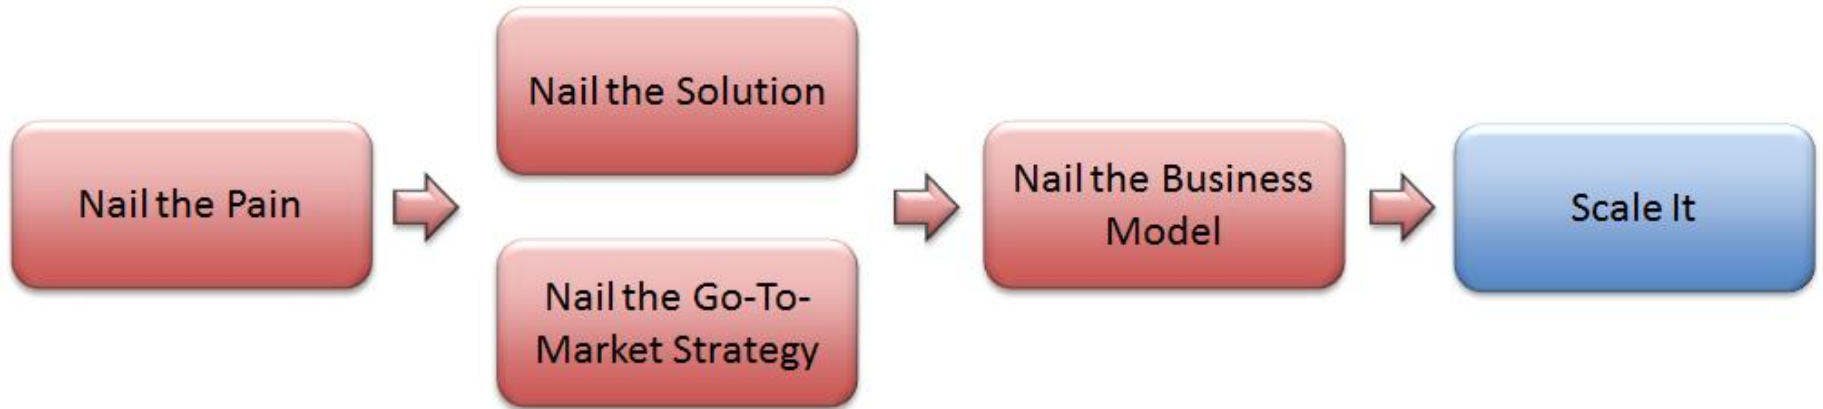 Nail the Pain
Nail the Solution
Nail the Go-To-
Market Strategy
Nail the Business
Model
Scale It